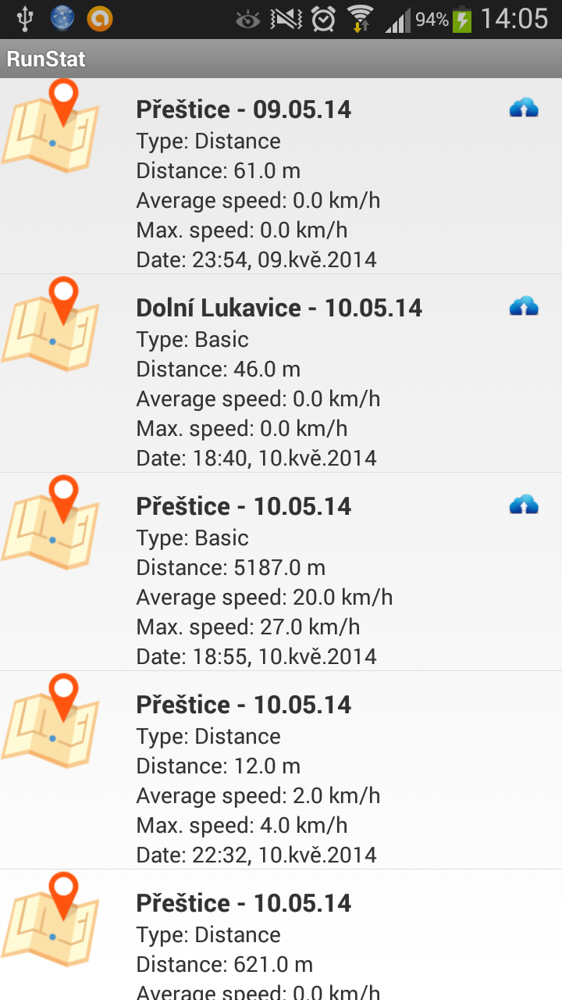 94% 14:05
RunStat
Přeštice - 09.05.14
Type: Distance
Distance: 61.0 m
Average speed: 0.0 km/h
Max. speed: 0.0 km/h
Date: 23:54, 09.kvě.2014
Dolní Lukavice - 10.05.14
Type: Basic
Distance: 46.0 m
Average speed: 0.0 km/h
Max. speed: 0.0 km/h
Date: 18:40, 10.kvě.2014
Přeštice - 10.05.14
Type: Basic
Distance: 5187.0 m
Average speed: 20.0 km/h
Max. speed: 27.0 km/h
Date: 18:55, 10.kvě.2014
Přeštice - 10.05.14
Type: Distance
Distance: 12.0 m
Average speed: 2.0 km/h
Max. speed: 4.0 km/h
Date: 22:32, 10.kvě.2014
Přeštice - 10.05.14
Type: Distance
Distance: 621.0 m
Average speed: 0.0 km/h